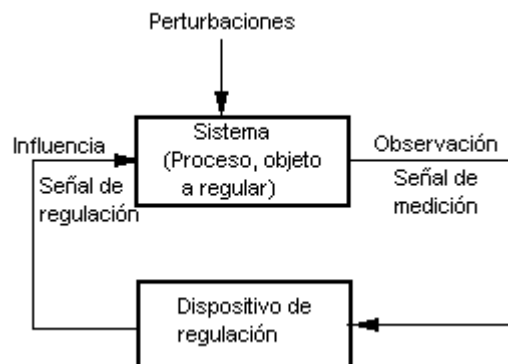 Perturbaciones
Sistema
(Proceso, objeto
a regular)
Influencia
Señal de
regulación
Observación
Señal de
medición
Dispositivo de
regulación